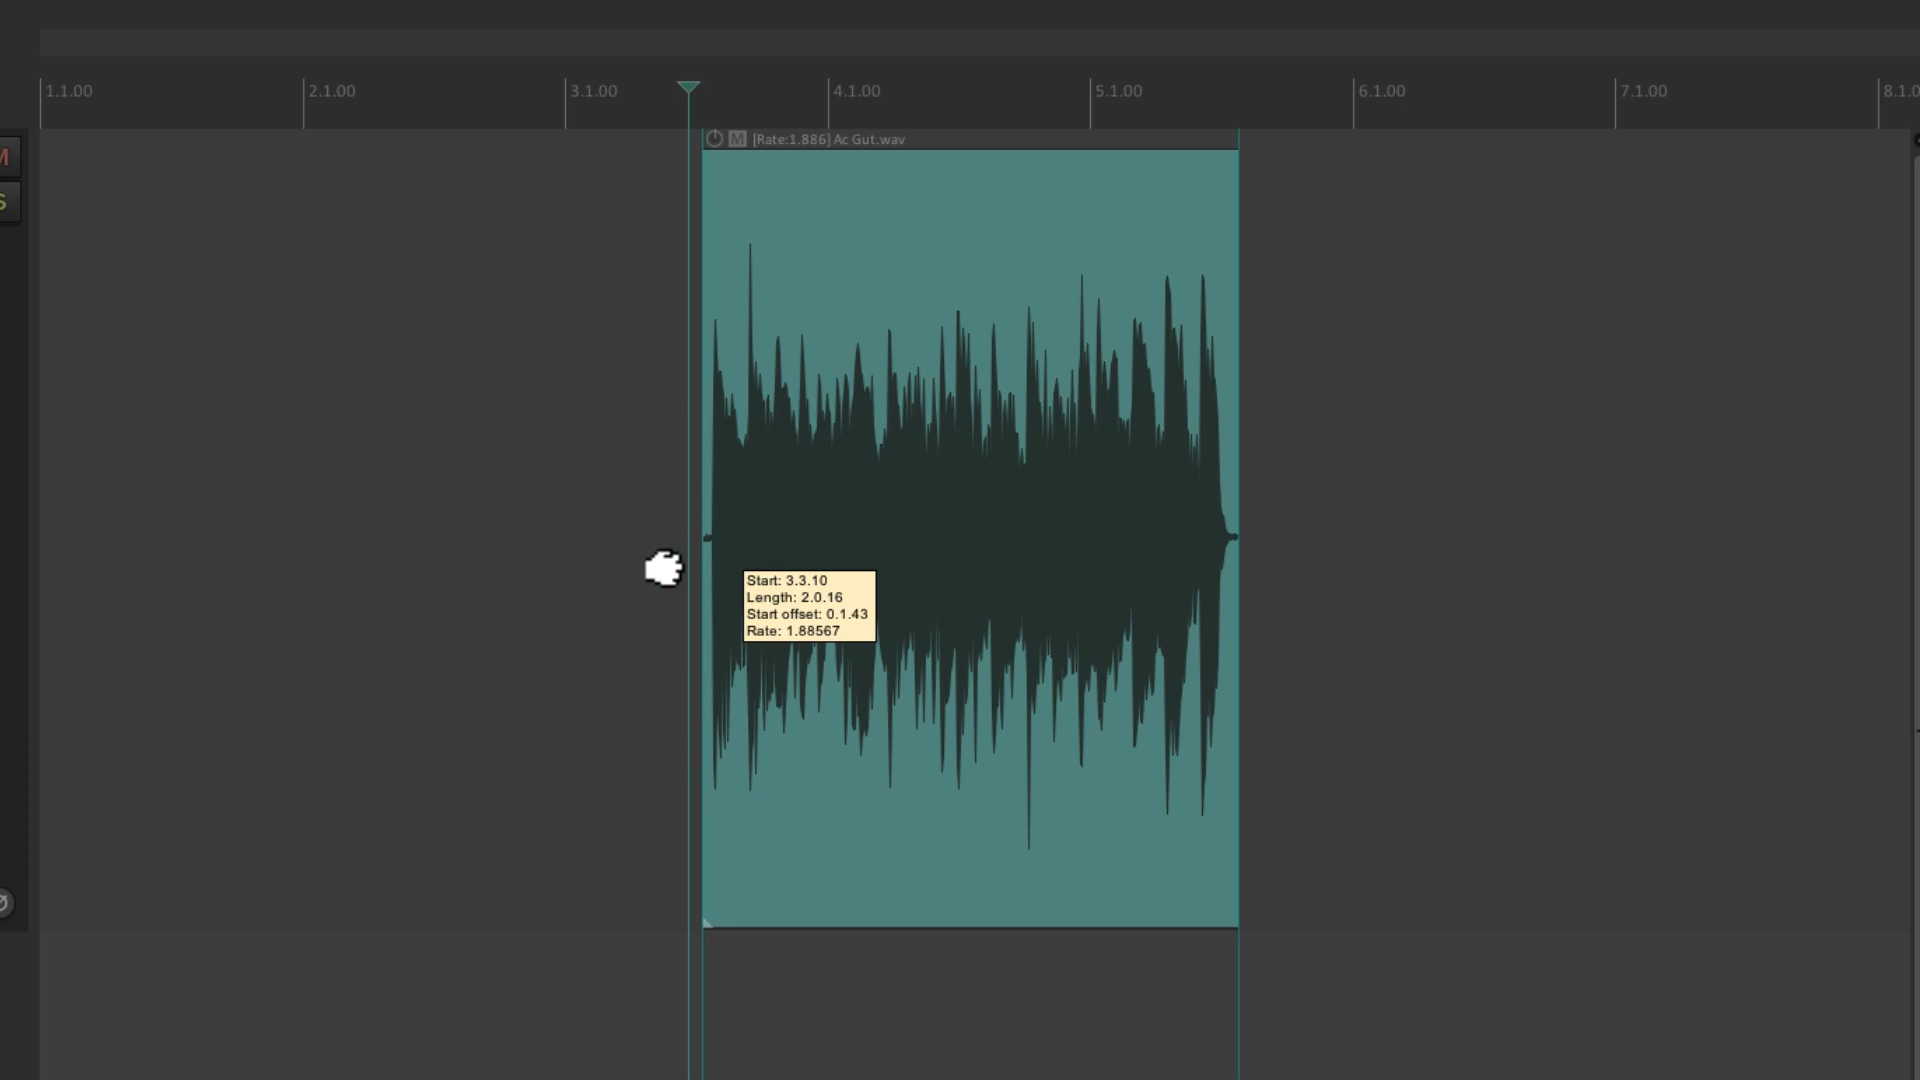 1.1.00 2.1.00 3.1.00 4.1.00 5.1.00 6.1.00 7.1.00 8.1.0
M [Rate:1.886] Ac Gut.wav
M
S
Start: 3.3.10
Length: 2.0.16
Start offset: 0.1.43
Rate: 1.88567
Ø